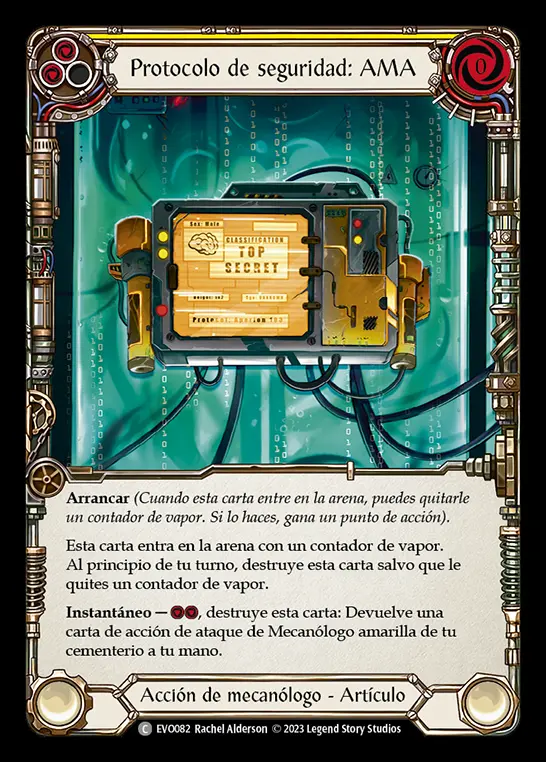 Protocolo de seguridad: AMA
0
CLASSIFICATION
TOP
SECRET
Arrancar (Cuando esta carta entre en la arena, puedes quitarle
un contador de vapor. Si lo haces, gana un punto de acción).
Esta carta entra en la arena con un contador de vapor.
Al principio de tu turno, destruye esta carta salvo que le
quites un contador de vapor.
Instantáneo — , destruye esta carta: Devuelve una
carta de acción de ataque de Mecanólogo amarilla de tu
cementerio a tu mano.
Acción de mecanólogo - Artículo
C EVO082 Rachel Alderson © 2023 Legend Story Studios